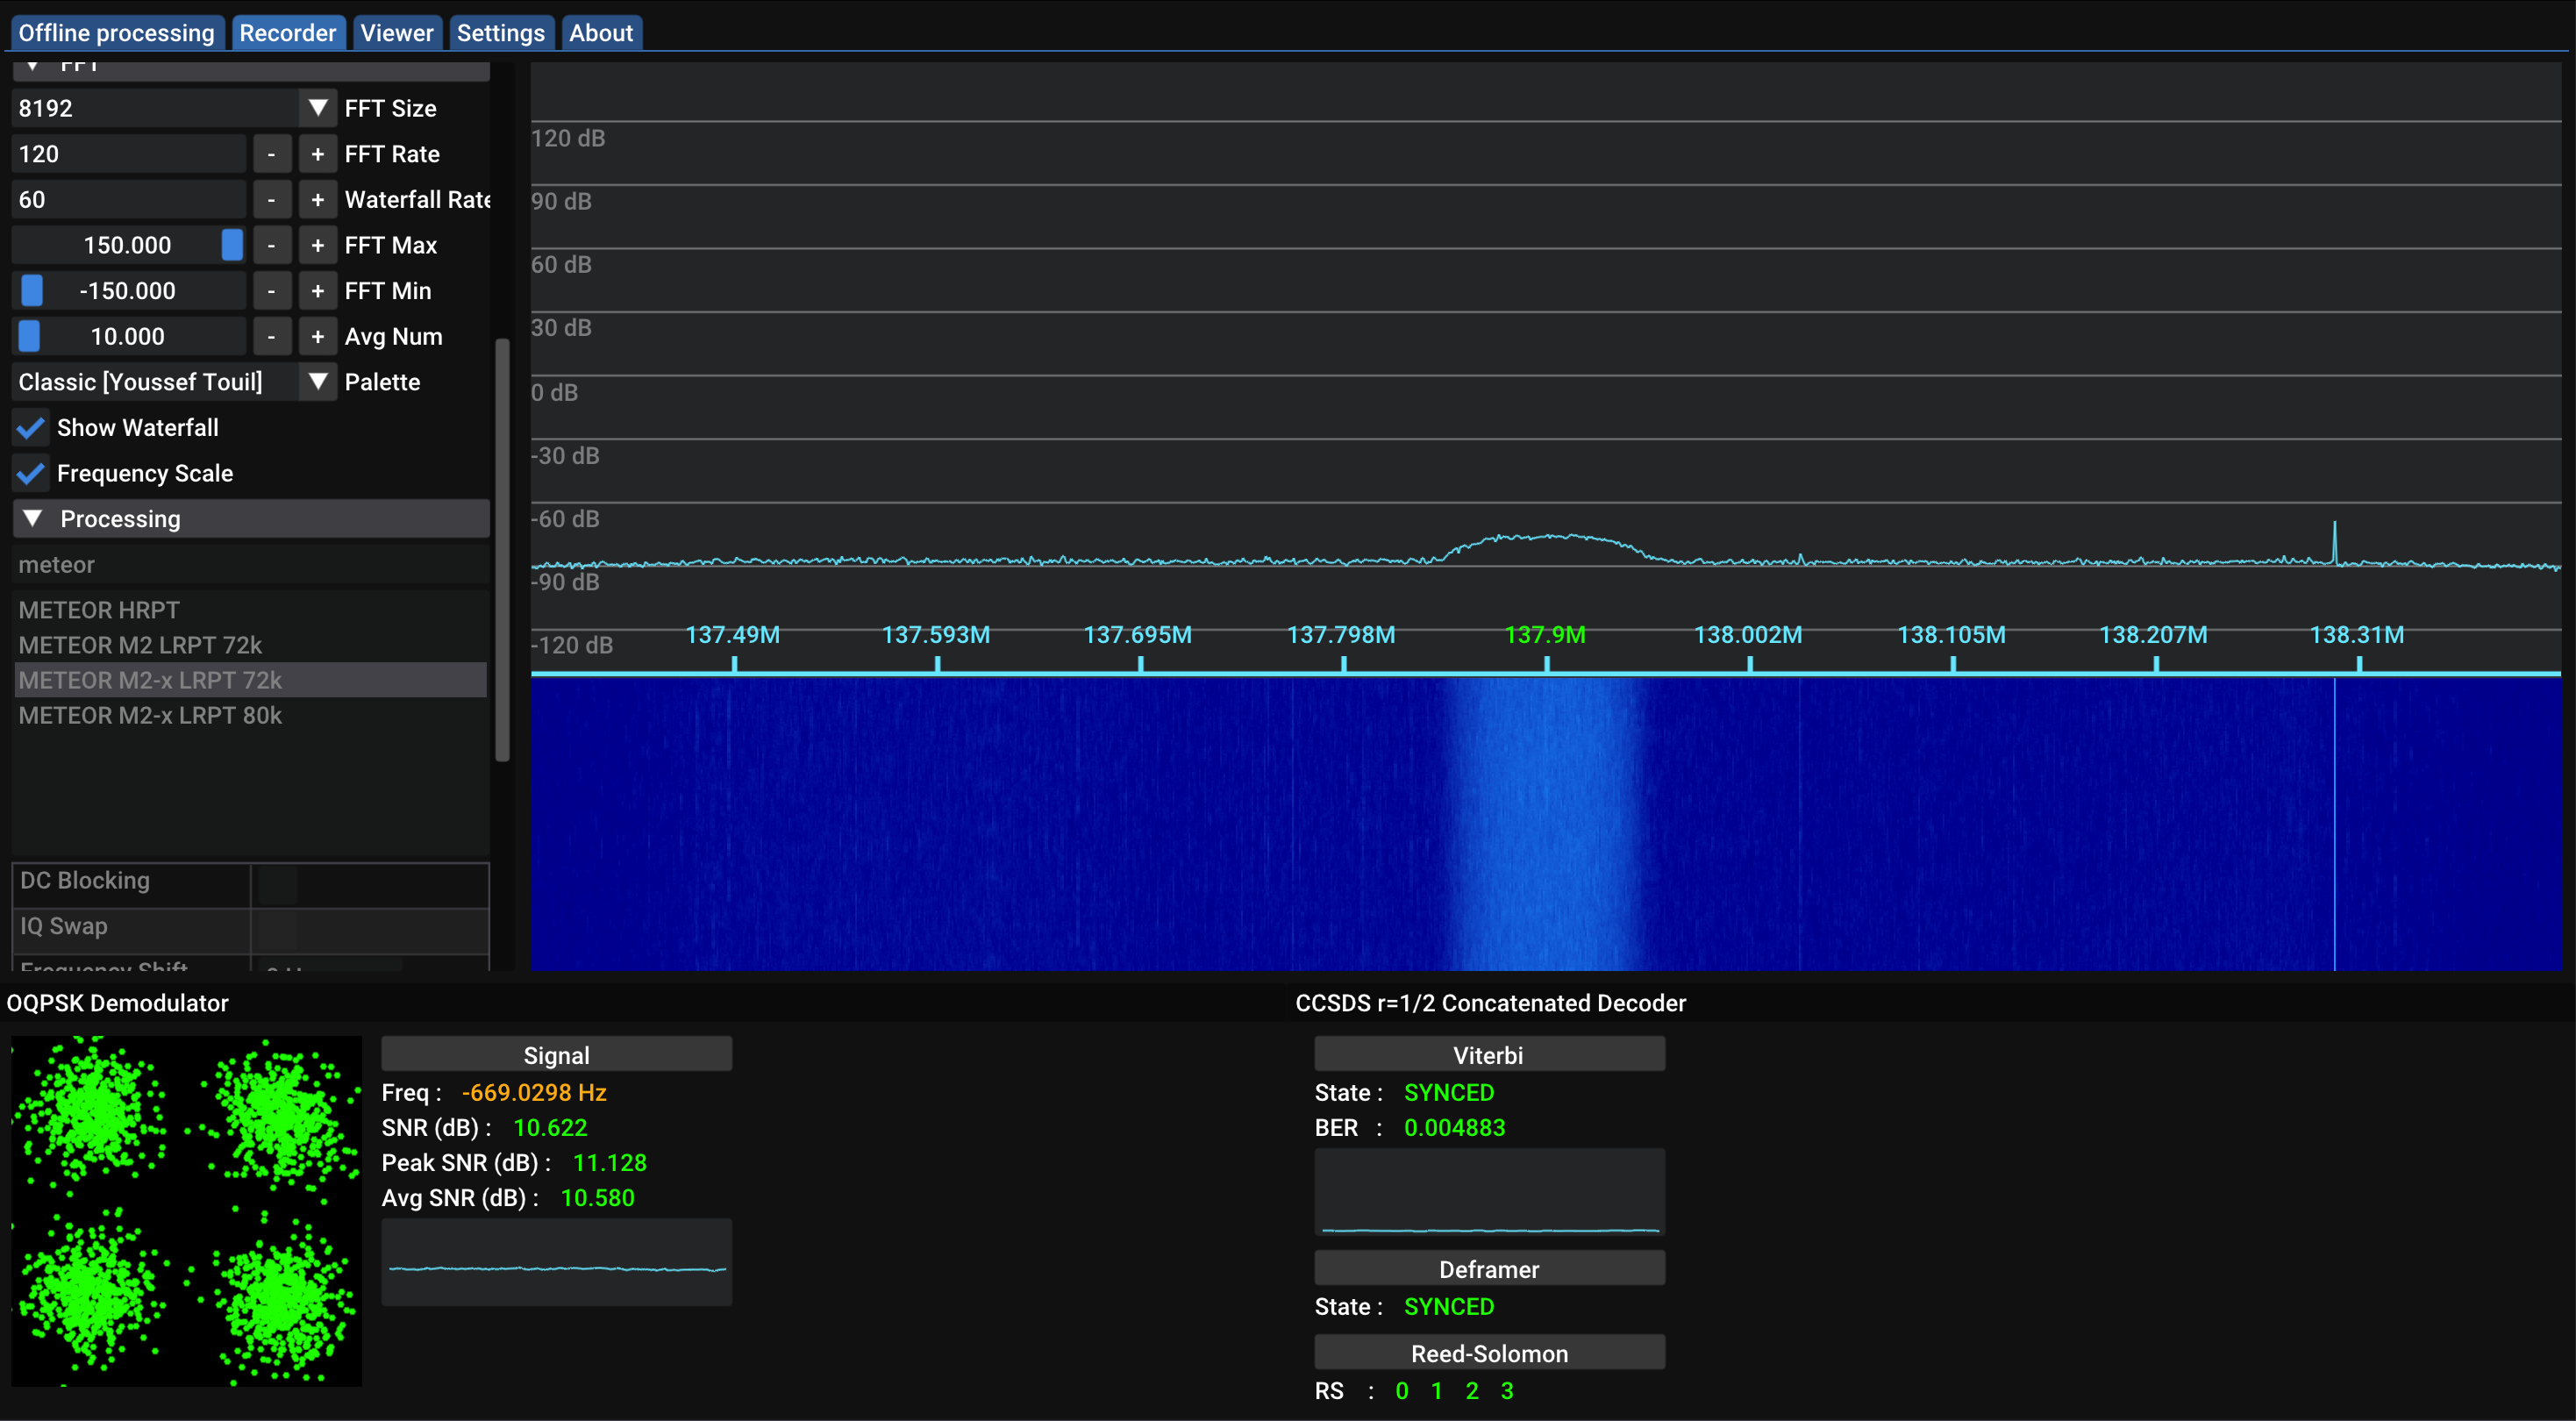 Offline processing Recorder Viewer Settings About
FFT
8192 FFT Size
120 - + FFT Rate
60 - + Waterfall Rate
150.000 - + FFT Max
-150.000 - + FFT Min
10.000 - + Avg Num
Classic [Youssef Touil] Palette
Show Waterfall
Frequency Scale
Processing
meteor
METEOR HRPT
METEOR M2 LRPT 72k
METEOR M2-x LRPT 72k
METEOR M2-x LRPT 80k
DC Blocking
IQ Swap
Frequency Shift
120 dB
90 dB
60 dB
30 dB
0 dB
-30 dB
-60 dB
-90 dB
-120 dB
137.49M 137.593M 137.695M 137.798M 137.9M 138.002M 138.105M 138.207M 138.31M
OQPSK Demodulator
Signal
Freq : -669.0298 Hz
SNR (dB) : 10.622
Peak SNR (dB) : 11.128
Avg SNR (dB) : 10.580
CCSDS r=1/2 Concatenated Decoder
Viterbi
State : SYNCED
BER : 0.004883
Deframer
State : SYNCED
Reed-Solomon
RS : 0 1 2 3